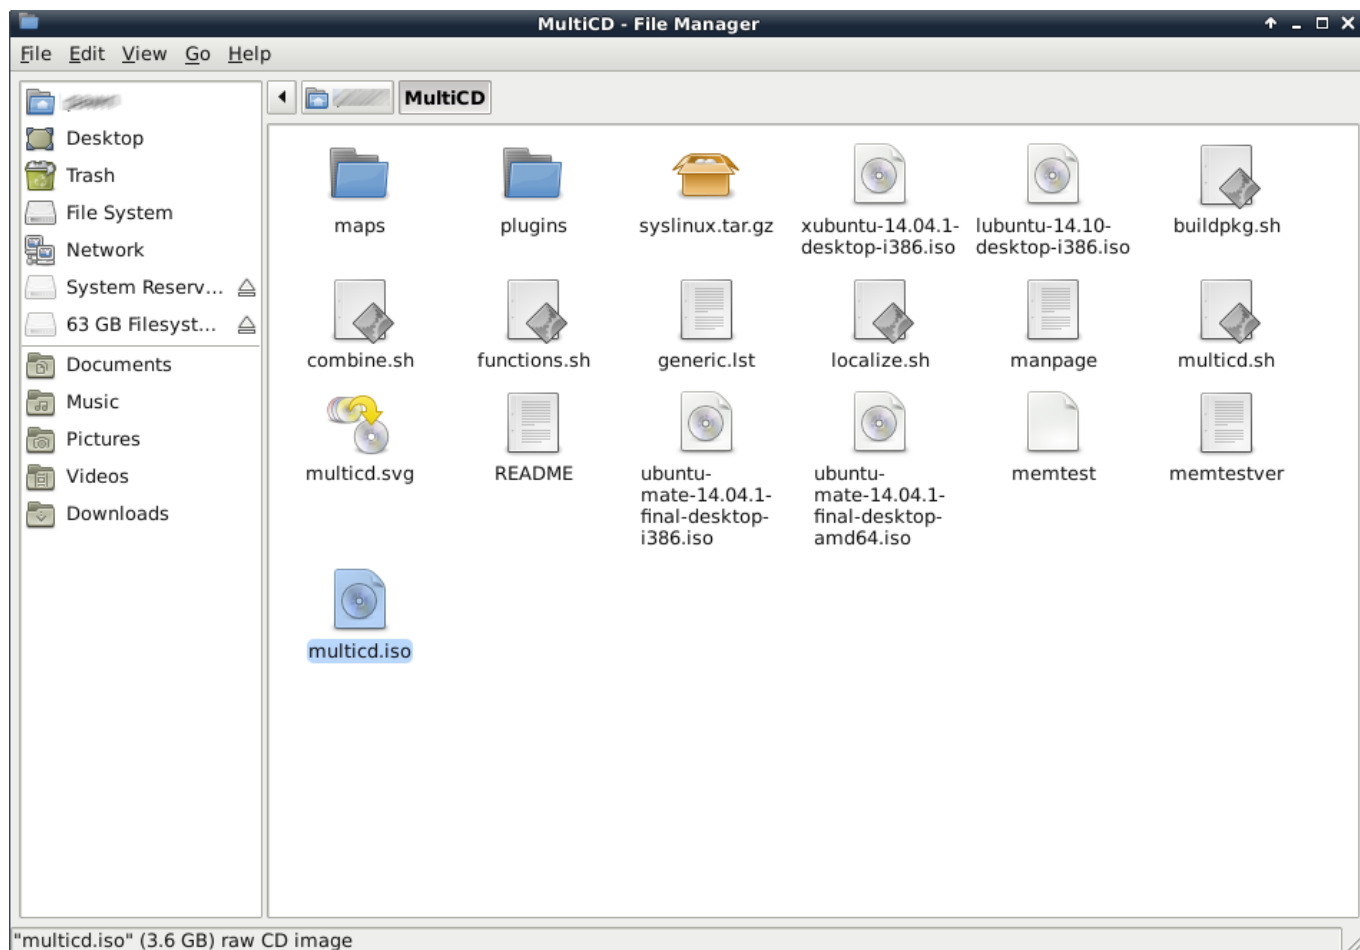 MultiCD - File Manager
File Edit View Go Help
MultiCD
Desktop
Trash
File System
Network
System Reserv...
63 GB Filesyst...
Documents
Music
Pictures
Videos
Downloads
maps
plugins
syslinux.tar.gz
xubuntu-14.04.1-
desktop-i386.iso
lubuntu-14.10-
desktop-i386.iso
buildpkg.sh
combine.sh
functions.sh
generic.lst
localize.sh
manpage
multicd.sh
multicd.svg
README
ubuntu-
mate-14.04.1-
final-desktop-
i386.iso
ubuntu-
mate-14.04.1-
final-desktop-
amd64.iso
memtest
memtestver
multicd.iso
"multicd.iso" (3.6 GB) raw CD image